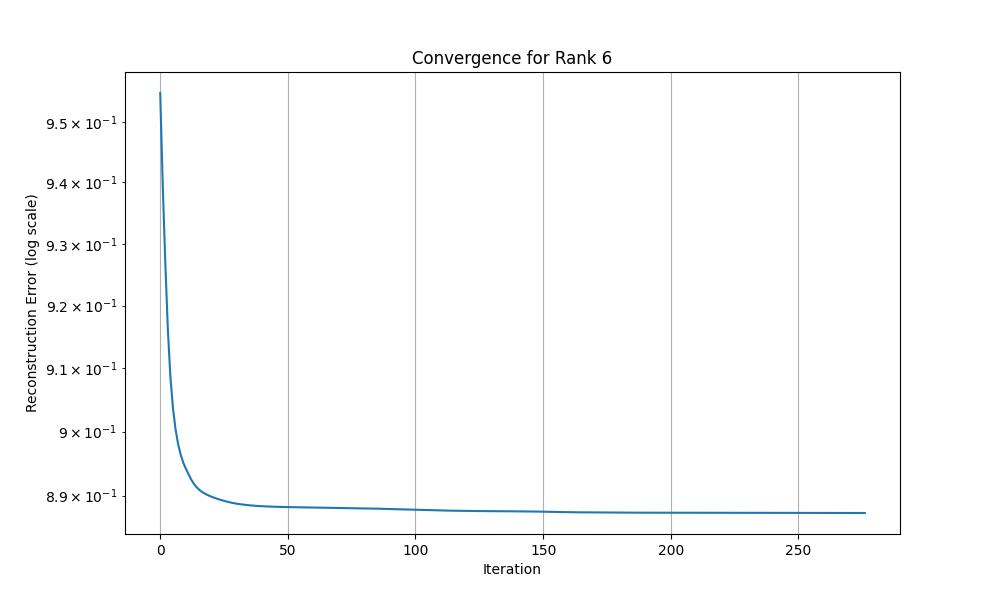 Convergence for Rank 6
Reconstruction Error (log scale)
9.5 × 10⁻¹
9.4 × 10⁻¹
9.3 × 10⁻¹
9.2 × 10⁻¹
9.1 × 10⁻¹
9 × 10⁻¹
8.9 × 10⁻¹
0 50 100 150 200 250
Iteration